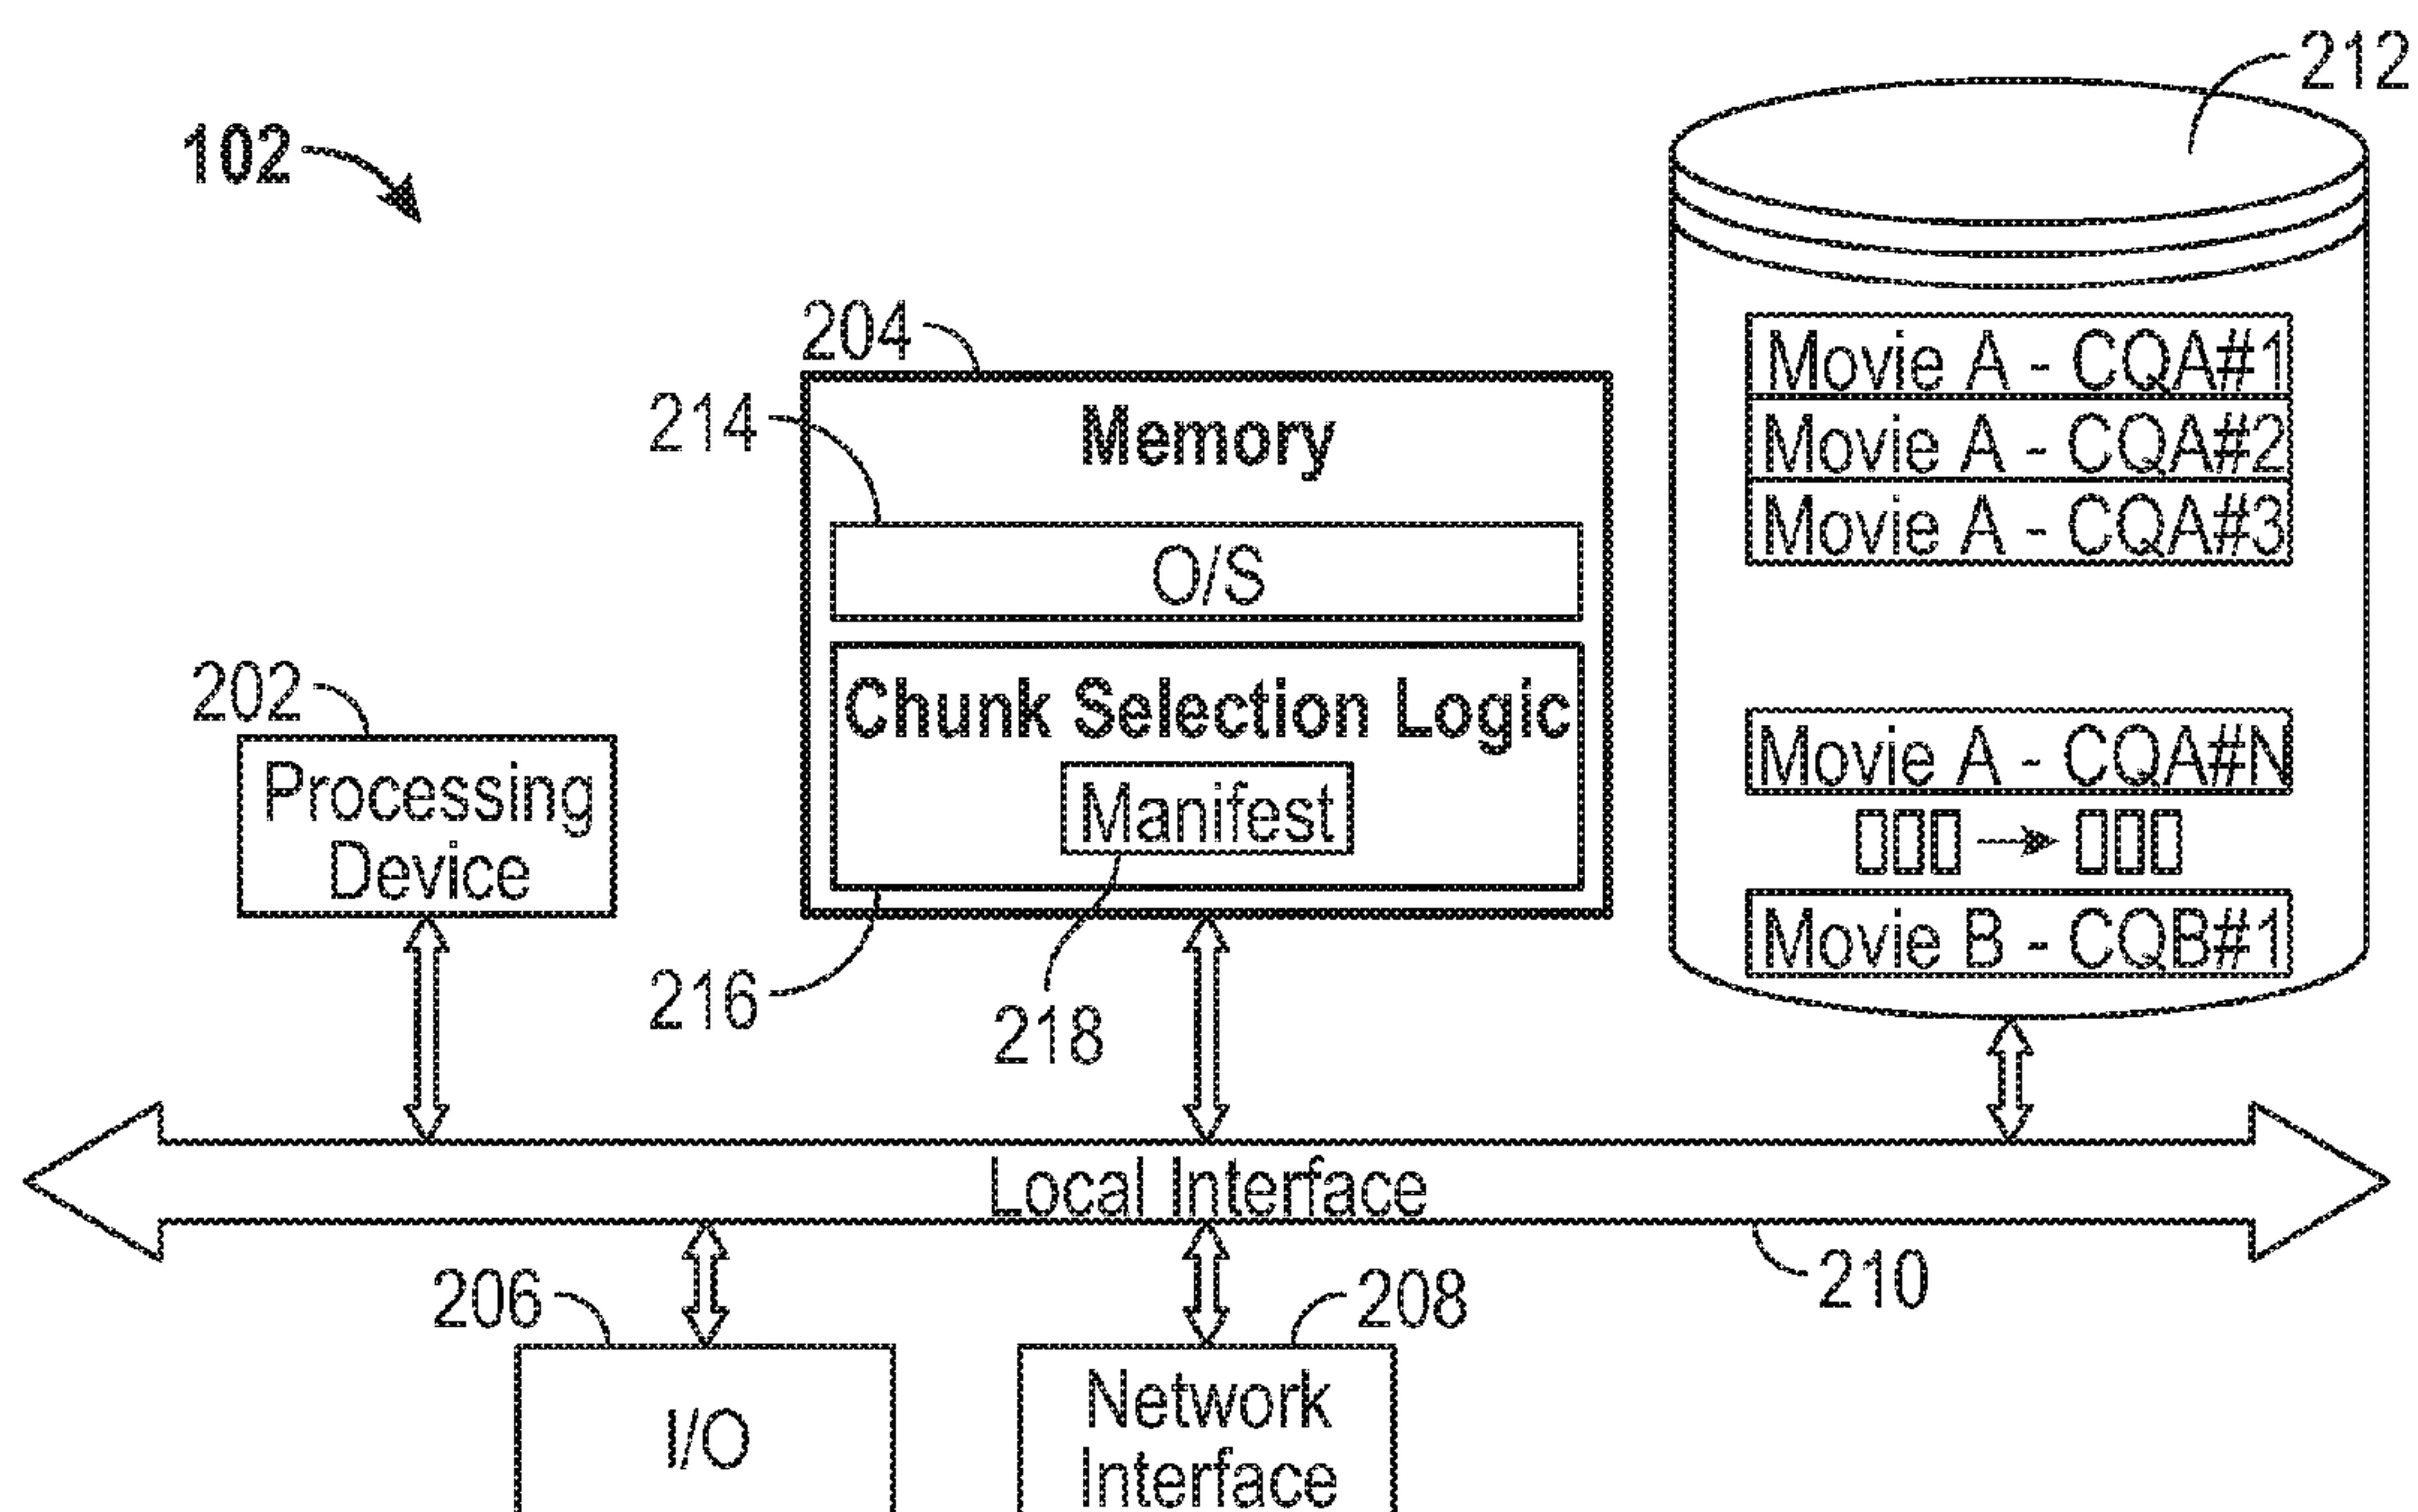 212
102
204
Movie A - CQA#1
214
Memory
Movie A - CQA#2
Movie A - CQA#3
O/S
202
Chunk Selection Logic
Movie A - CQA#N
Processing
Device
Manifest
Movie B - CQB#1
216
218
Local Interface
206
208
210
I/O
Network
Interface